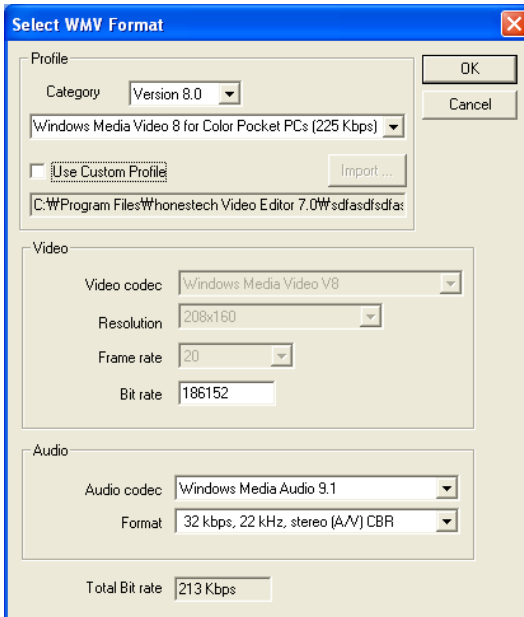 Select WMV Format
Profile
OK
Category
Version 8.0
Cancel
Windows Media Video 8 for Color Pocket PCs (225 Kbps)
Use Custom Profile
Import ...
C:₩Program Files₩honestech Video Editor 7.0₩sdfasdfsdfas
Video
Video codec
Windows Media Video V8
Resolution
208x160
Frame rate
20
Bit rate
186152
Audio
Audio codec
Windows Media Audio 9.1
Format
32 kbps, 22 kHz, stereo (A/V) CBR
Total Bit rate
213 Kbps